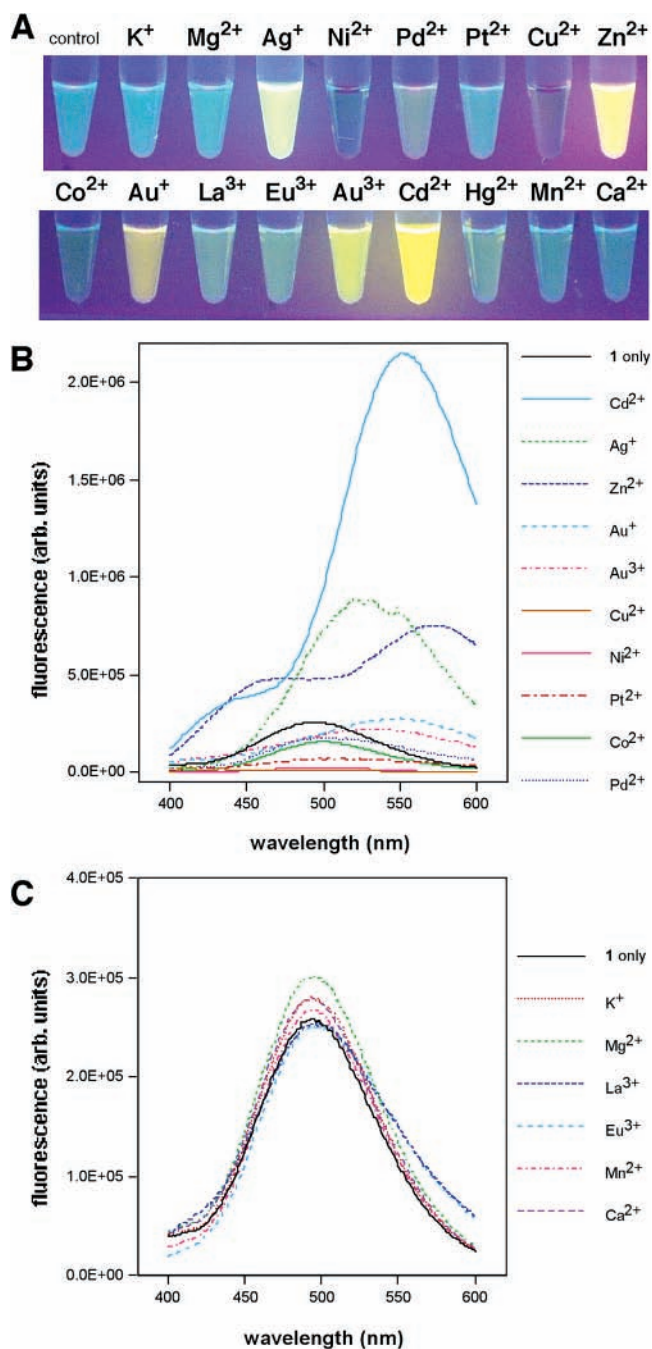 A
control K⁺ Mg²⁺ Ag⁺ Ni²⁺ Pd²⁺ Pt²⁺ Cu²⁺ Zn²⁺
Co²⁺ Au⁺ La³⁺ Eu³⁺ Au³⁺ Cd²⁺ Hg²⁺ Mn²⁺ Ca²⁺
B
fluorescence (arb. units)
2.0E+06
1.5E+06
1.0E+06
5.0E+05
0.0E+00
400 450 500 550 600
wavelength (nm)
1 only
Cd²⁺
Ag⁺
Zn²⁺
Au⁺
Au³⁺
Cu²⁺
Ni²⁺
Pt²⁺
Co²⁺
Pd²⁺
C
fluorescence (arb. units)
4.0E+05
3.0E+05
2.0E+05
1.0E+05
0.0E+00
400 450 500 550 600
wavelength (nm)
1 only
K⁺
Mg²⁺
La³⁺
Eu³⁺
Mn²⁺
Ca²⁺